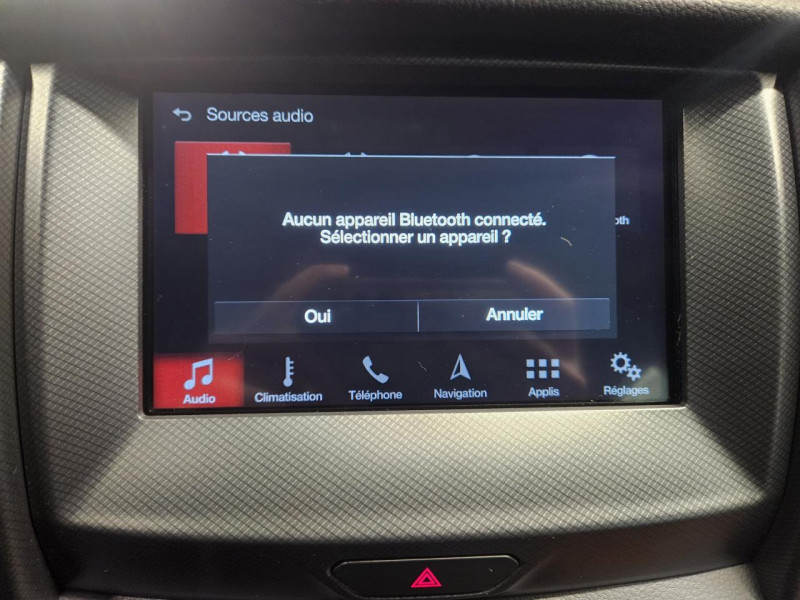 Sources audio
Aucun appareil Bluetooth connecté.
Sélectionner un appareil ?
Oui
Annuler
Audio
Climatisation
Téléphone
Navigation
Applis
Réglages